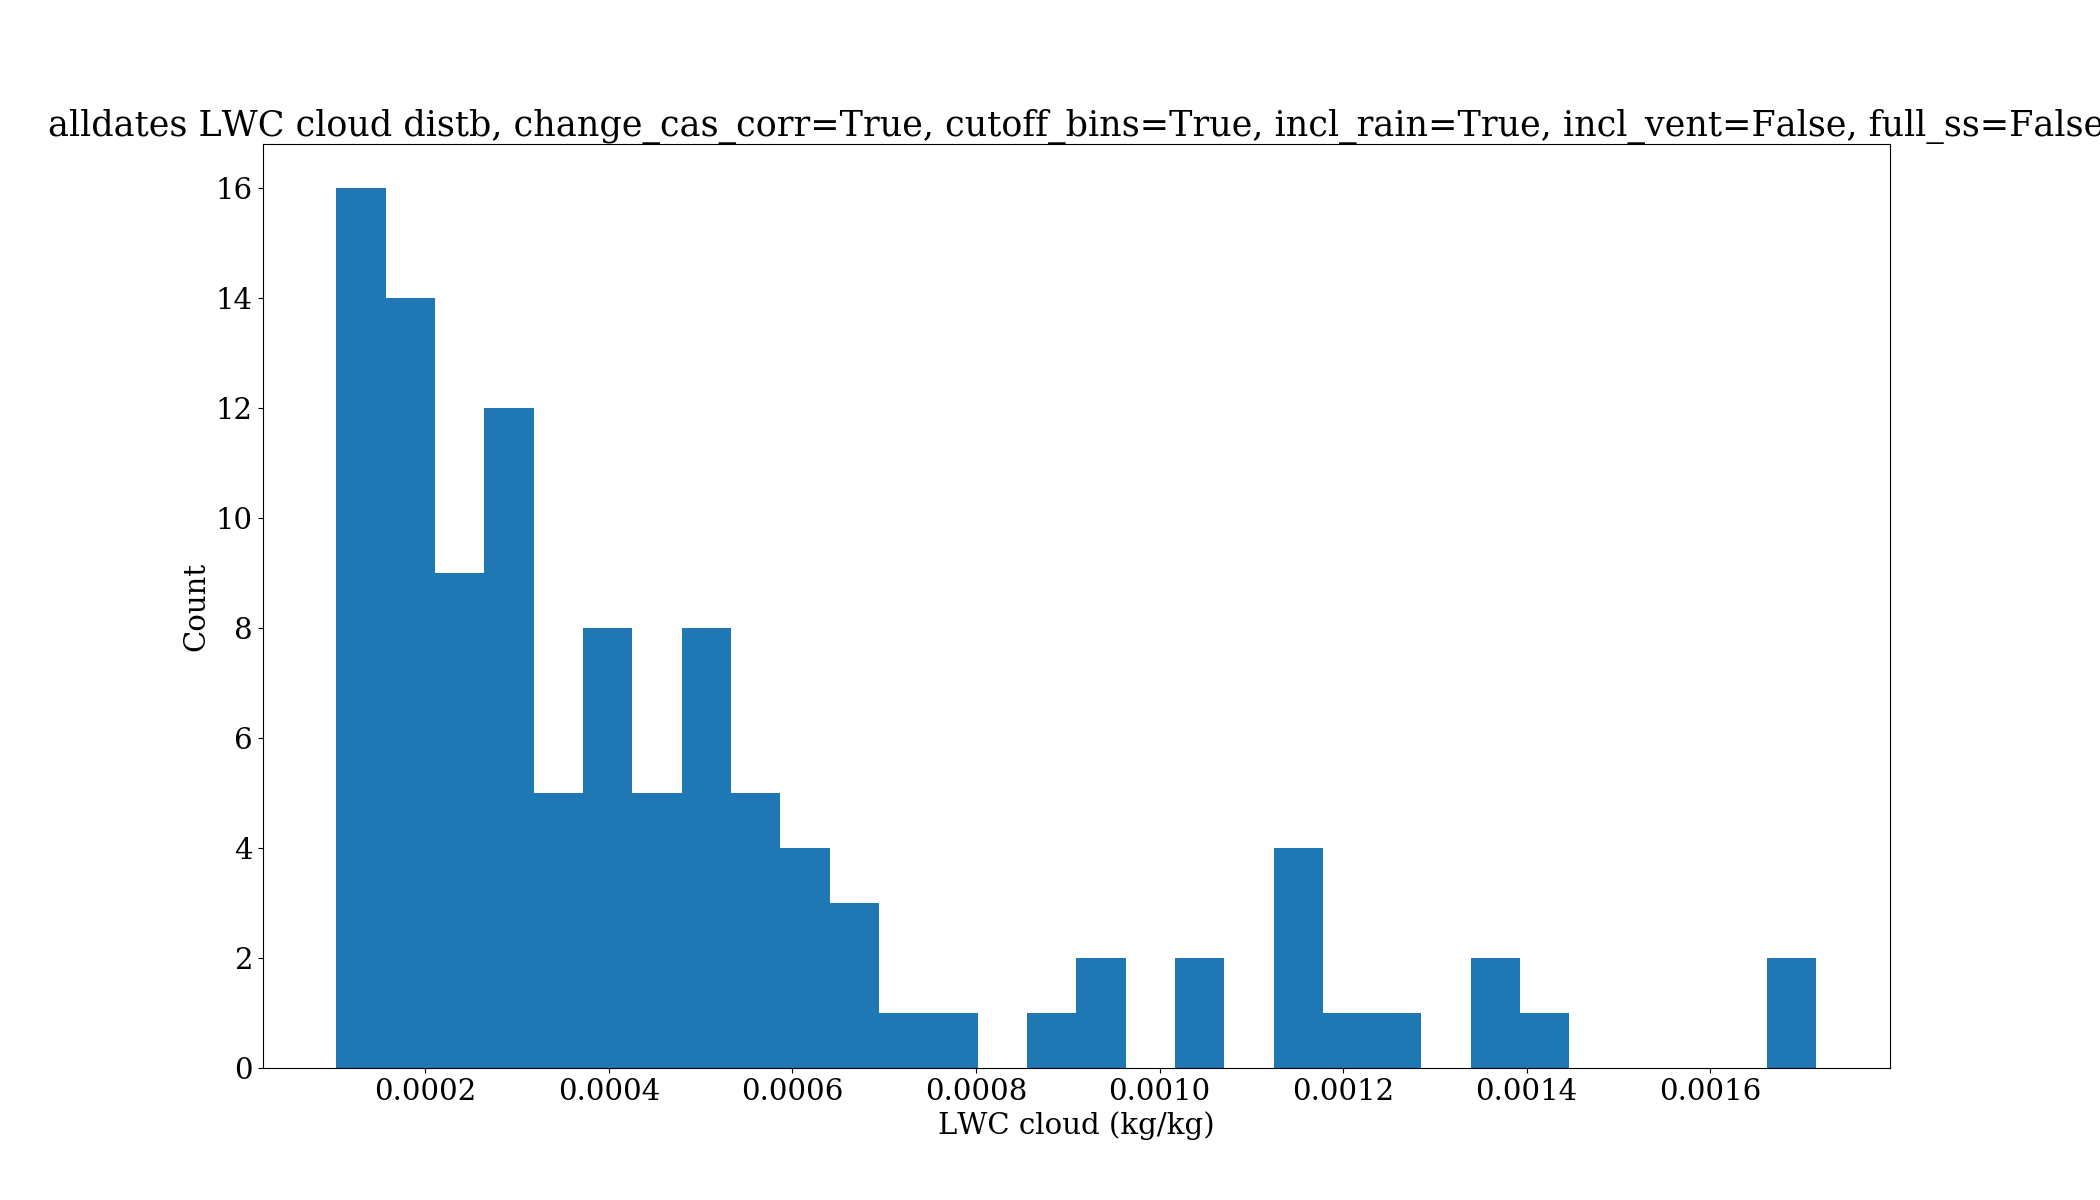 alldates LWC cloud distb, change_cas_corr=True, cutoff_bins=True, incl_rain=True, incl_vent=False, full_ss=False
16
14
12
10
8
6
4
2
0
Count
0.0002 0.0004 0.0006 0.0008 0.0010 0.0012 0.0014 0.0016
LWC cloud (kg/kg)